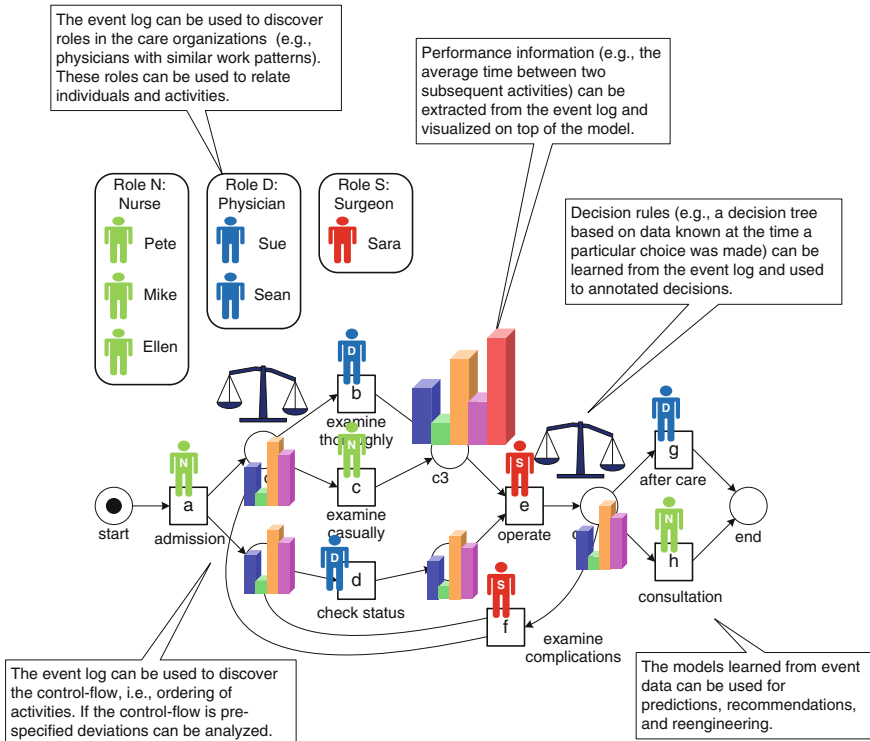 The event log can be used to discover
roles in the care organizations (e.g.,
physicians with similar work patterns).
These roles can be used to relate
individuals and activities.
Performance information (e.g., the
average time between two
subsequent activities) can be
extracted from the event log and
visualized on top of the model.
Role N:
Nurse
Pete
Mike
Ellen
Role D:
Physician
Sue
Sean
Role S:
Surgeon
Sara
Decision rules (e.g., a decision tree
based on data known at the time a
particular choice was made) can be
learned from the event log and used
to annotated decisions.
D
b
examine
thoroughly
N
c
examine
casually
c3
start
N
a
admission
D
d
check status
S
e
operate
D
g
after care
N
h
consultation
end
S
f
examine
complications
The event log can be used to discover
the control-flow, i.e., ordering of
activities. If the control-flow is pre-
specified deviations can be analyzed.
The models learned from event
data can be used for
predictions, recommendations,
and reengineering.